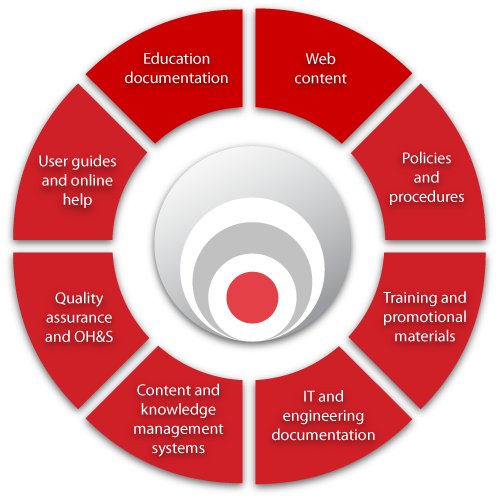 Education
documentation
Web
content
Policies
and
procedures
Training and
promotional
materials
IT and
engineering
documentation
Content and
knowledge
management
systems
Quality
assurance
and OH&S
User guides
and online
help